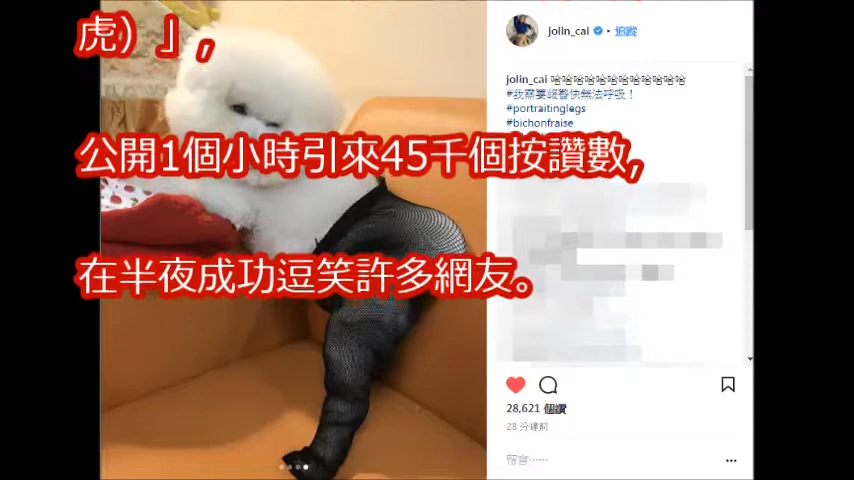 虎）」，
公開1個小時引來45千個按讚數,
在半夜成功逗笑許多網友。
jolin_cai • 追蹤
jolin_cai 哈哈哈哈哈哈哈哈哈哈哈哈
#我需要報警快無法呼吸！
#portraitinglegs
#bichonfraise
28,621 個讚
28 分鐘前
留言⋯⋯